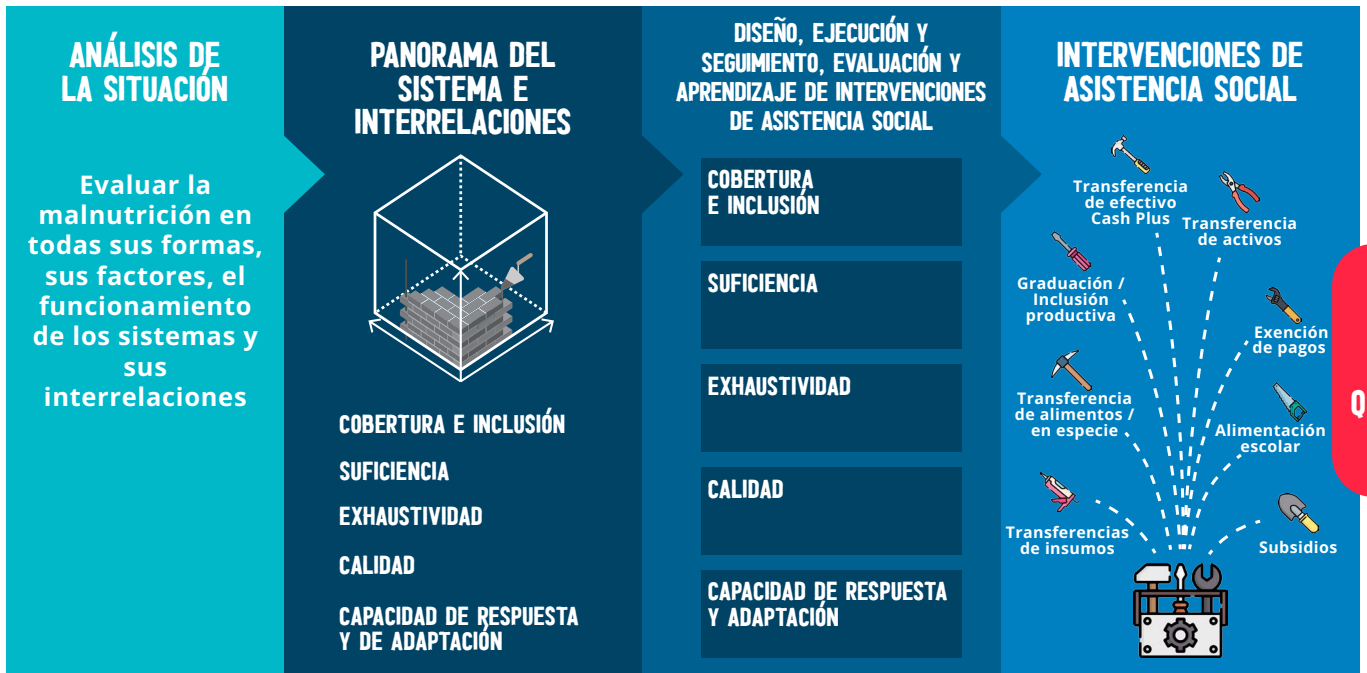 ANÁLISIS DE
LA SITUACIÓN
Evaluar la
malnutrición en
todas sus formas,
sus factores, el
funcionamiento
de los sistemas y
sus
interrelaciones
PANORAMA DEL
SISTEMA E
INTERRELACIONES
COBERTURA E INCLUSIÓN
SUFICIENCIA
EXHAUSTIVIDAD
CALIDAD
CAPACIDAD DE RESPUESTA
Y DE ADAPTACIÓN
DISEÑO, EJECUCIÓN Y
SEGUIMIENTO, EVALUACIÓN Y
APRENDIZAJE DE INTERVENCIONES
DE ASISTENCIA SOCIAL
COBERTURA
E INCLUSIÓN
SUFICIENCIA
EXHAUSTIVIDAD
CALIDAD
CAPACIDAD DE RESPUESTA
Y ADAPTACIÓN
INTERVENCIONES DE
ASISTENCIA SOCIAL
Transferencia
de efectivo
Cash Plus
Transferencia
de activos
Graduación /
Inclusión
productiva
Exención
de pagos
Transferencia
de alimentos /
en especie
Alimentación
escolar
Transferencias
de insumos
Subsidios
Q